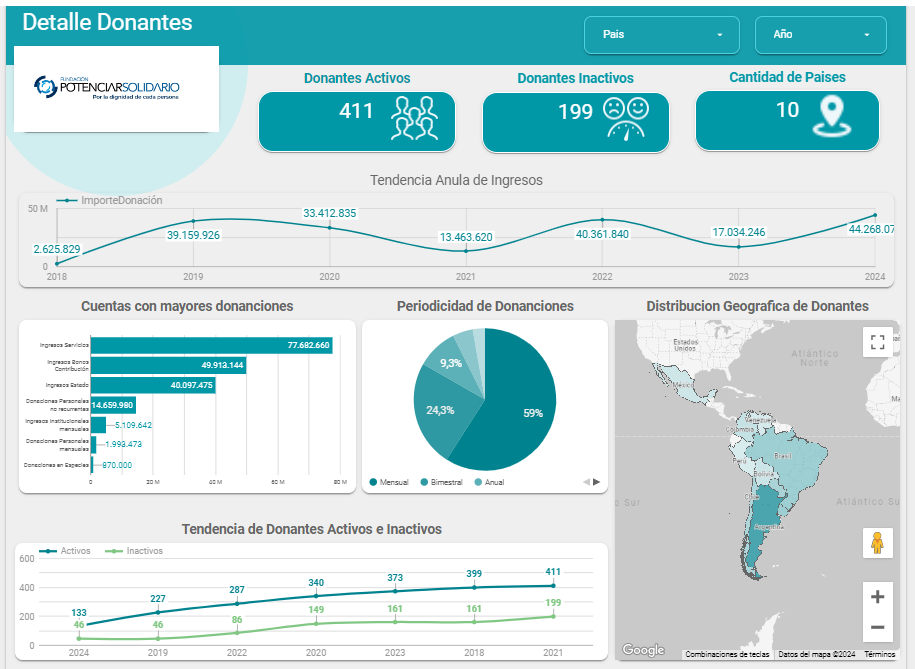 Detalle Donantes
Pais
Año
FUNDACIÓN
POTENCIARSOLIDARIO
Por la dignidad de cada persona
Donantes Activos
411
Donantes Inactivos
199
Cantidad de Paises
10
Tendencia Anula de Ingresos
ImporteDonación
50 M
0
2.625.829
39.159.926
33.412.835
13.463.620
40.361.840
17.034.246
44.268.07
2018
2019
2020
2021
2022
2023
2024
Cuentas con mayores donanciones
Ingresos Servicios
77.682.660
Ingresos Bonos
Contribución
49.913.144
Ingresos Estado
40.097.475
Donaciones Personales
no recurrentes
14.659.980
Ingresos Institucionales
mensuales
5.109.642
Donaciones Personales
mensuales
1.993.473
Donaciones en Especies
870.000
0
20 M
40 M
60 M
80 M
Periodicidad de Donanciones
9,3%
24,3%
59%
Mensual
Bimestral
Anual
Distribucion Geografica de Donantes
Estados
Unidos
Atlántico
Norte
México
Ma
Venezuela
Colombia
Perú
Brasil
Bolivia
Chile
Argentina
o Sur
Atlántico Su
Google
Combinaciones de teclas
Datos del mapa ©2024
Términos
Tendencia de Donantes Activos e Inactivos
Activos
Inactivos
600
400
200
0
133
227
287
340
373
399
411
46
46
86
149
161
161
199
2024
2019
2022
2020
2023
2018
2021